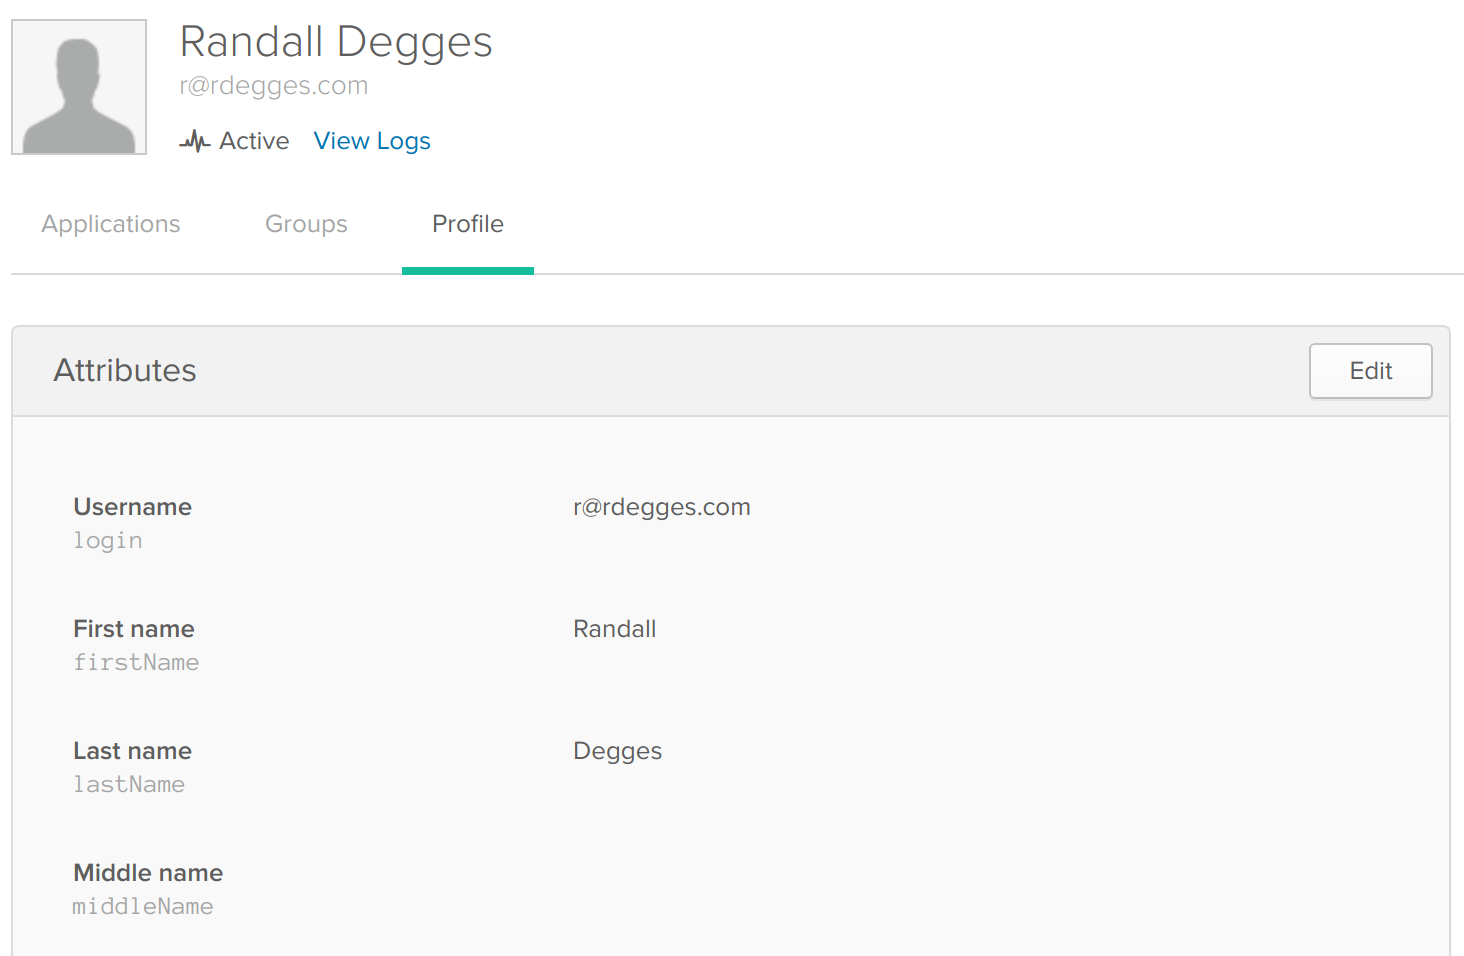 Randall Degges
r@rdegges.com
Active View Logs
Applications Groups Profile
Attributes Edit
Username r@rdegges.com
login
First name Randall
firstName
Last name Degges
lastName
Middle name
middleName